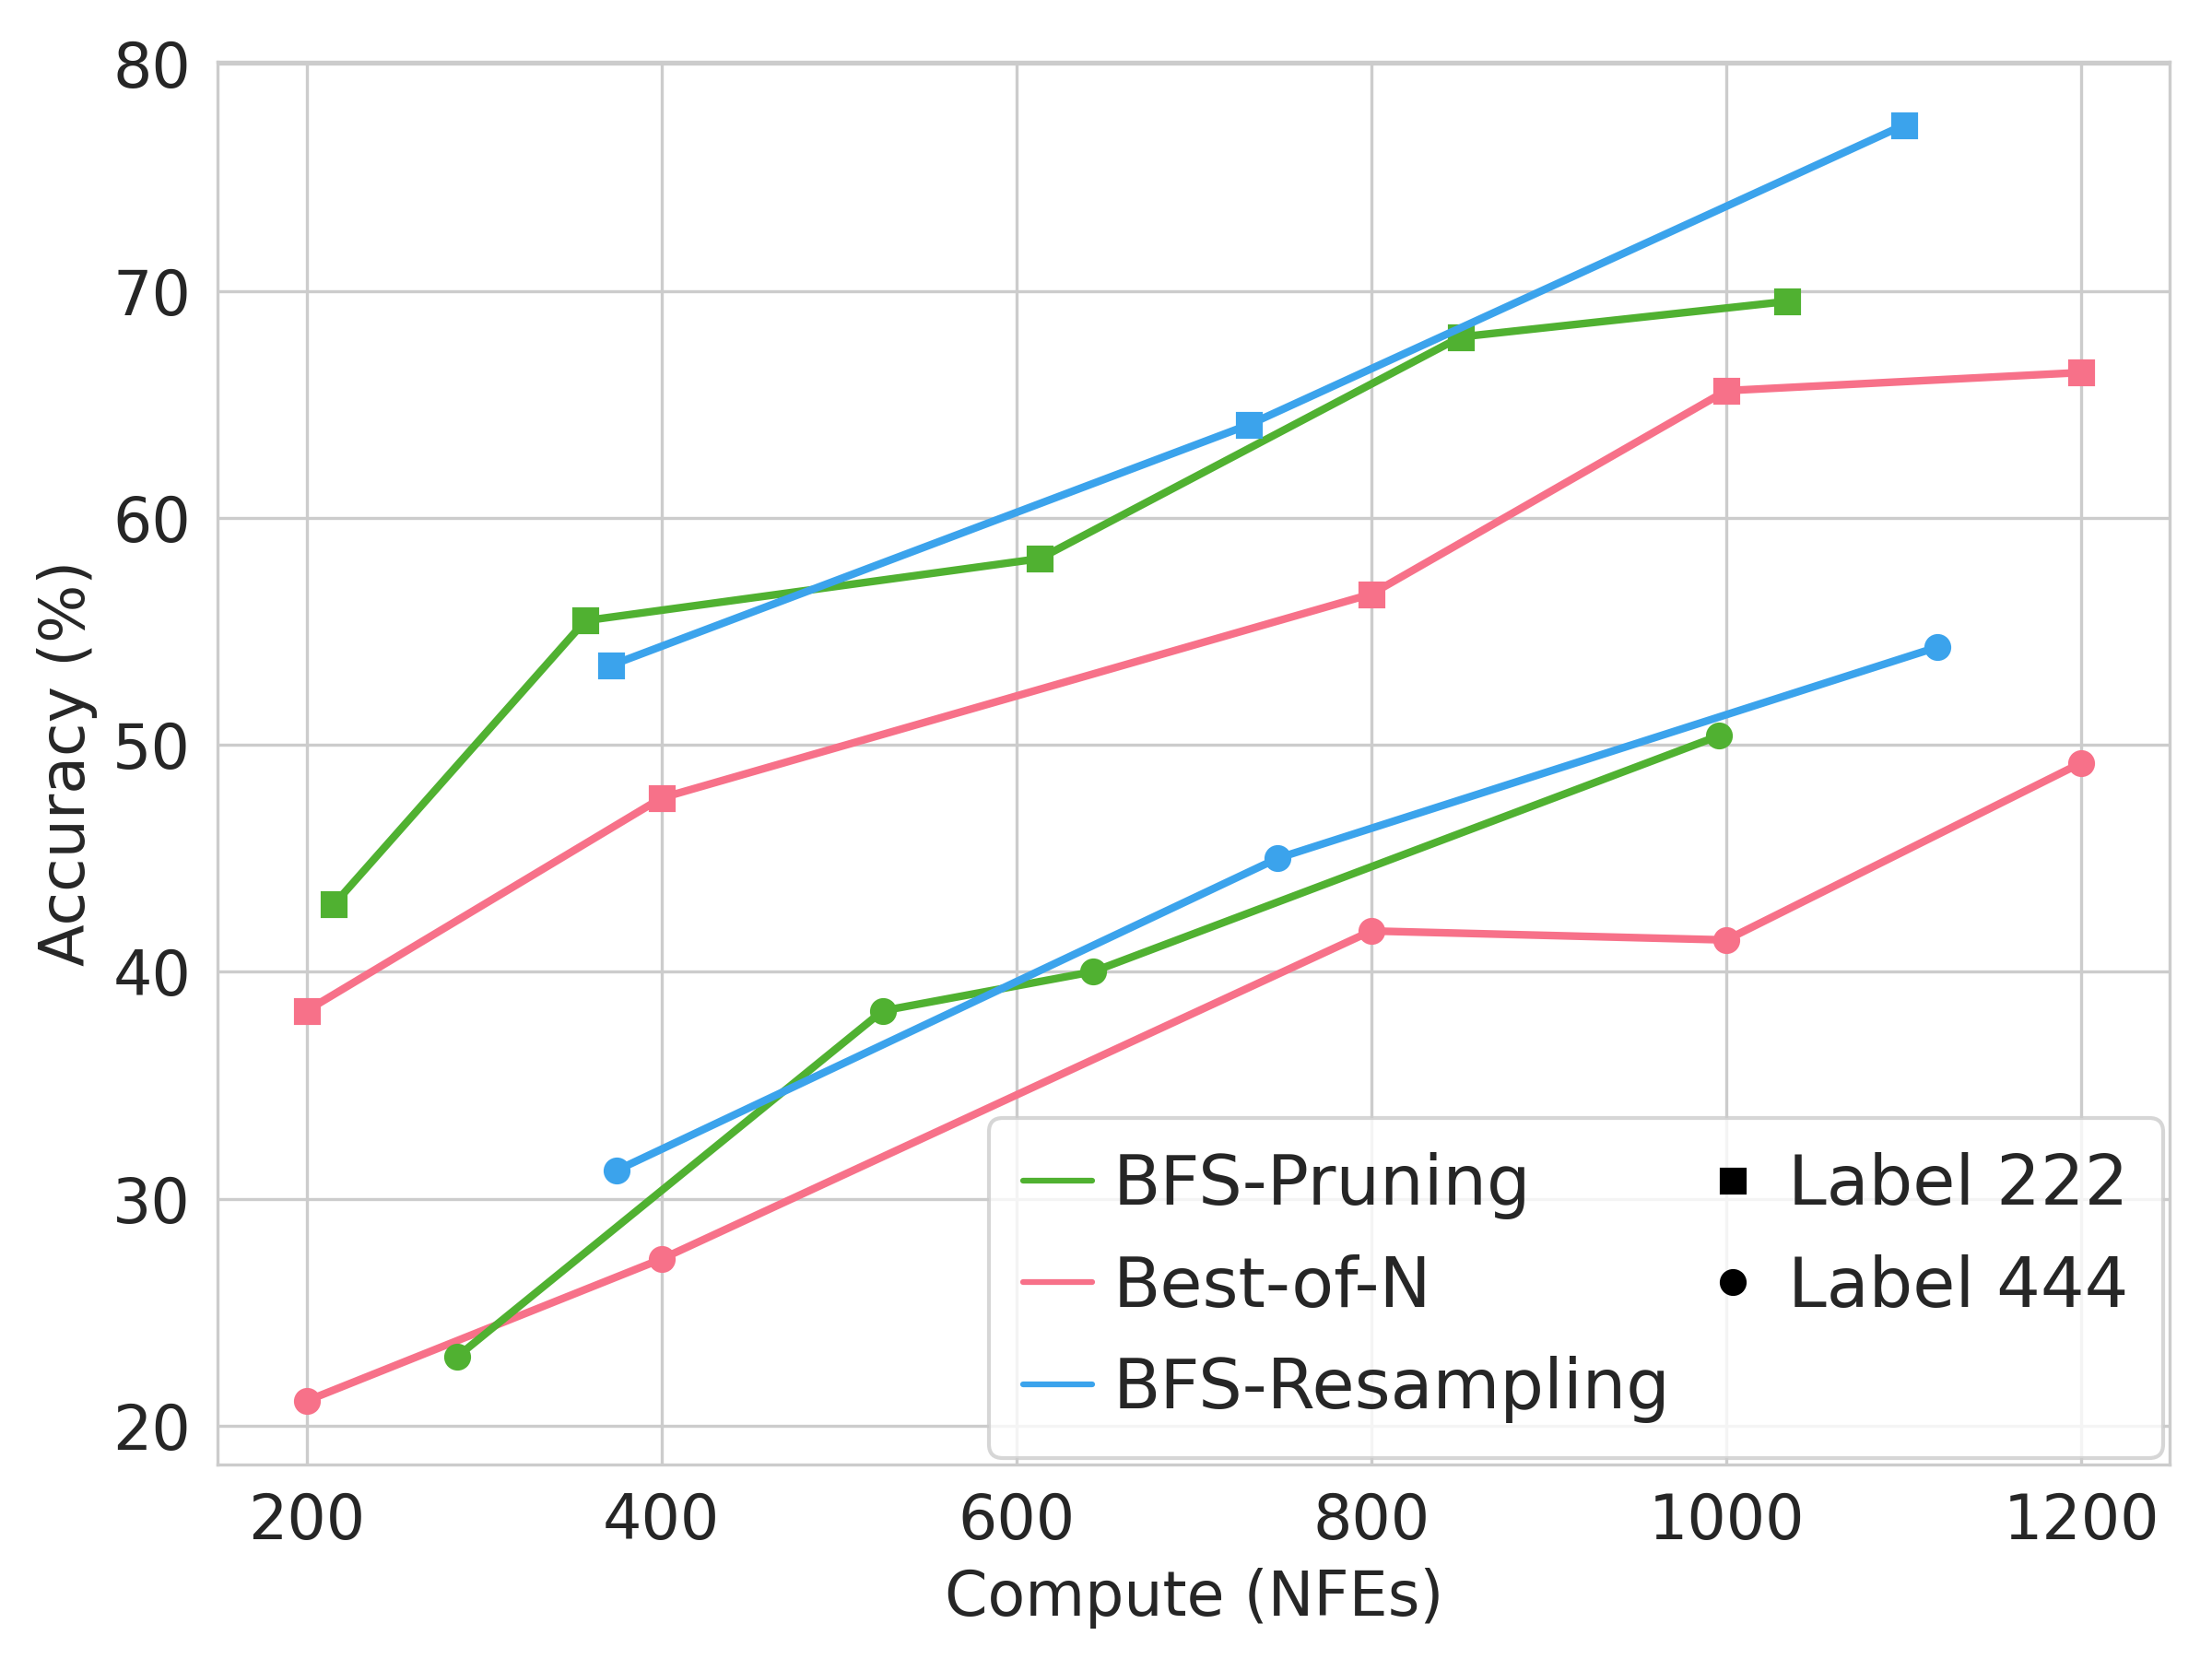 80
70
60
50
40
30
20
Accuracy (%)
BFS-Pruning
Best-of-N
BFS-Resampling
Label 222
Label 444
200 400 600 800 1000 1200
Compute (NFEs)